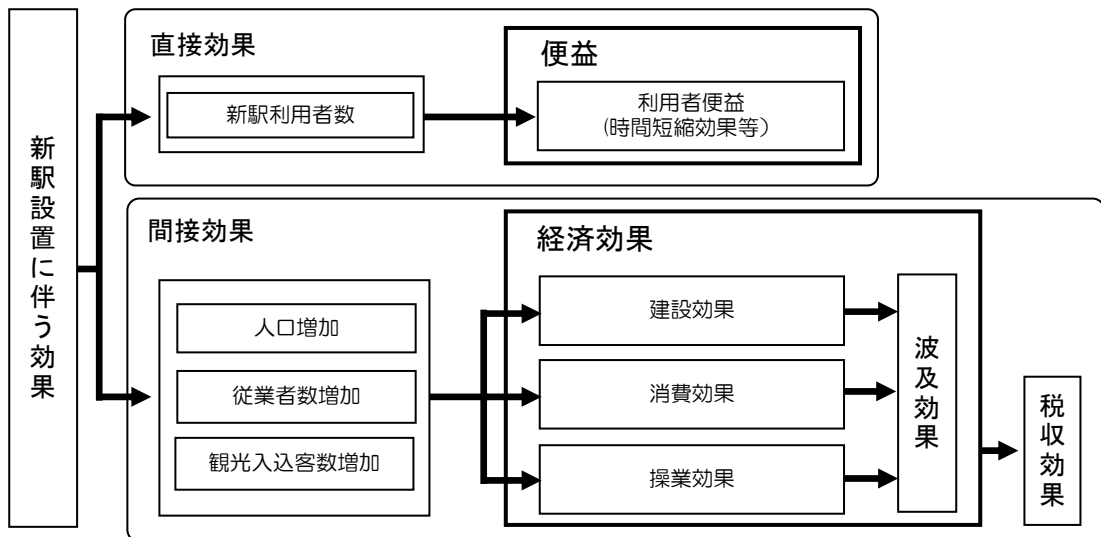 新駅設置に伴う効果
直接効果
新駅利用者数
便益
利用者便益
(時間短縮効果等)
間接効果
人口増加
従業者数増加
観光入込客数増加
経済効果
建設効果
消費効果
操業効果
波及効果
税収効果